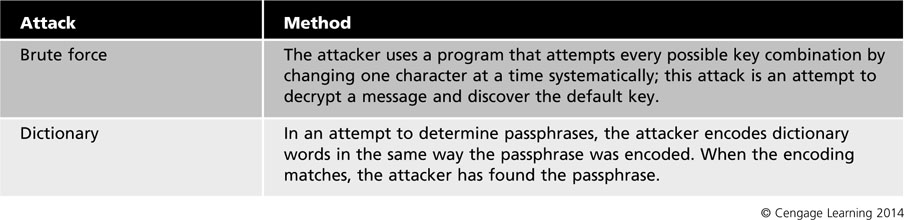 Attack Method
Brute force The attacker uses a program that attempts every possible key combination by
changing one character at a time systematically; this attack is an attempt to
decrypt a message and discover the default key.
Dictionary In an attempt to determine passphrases, the attacker encodes dictionary
words in the same way the passphrase was encoded. When the encoding
matches, the attacker has found the passphrase.
© Cengage Learning 2014